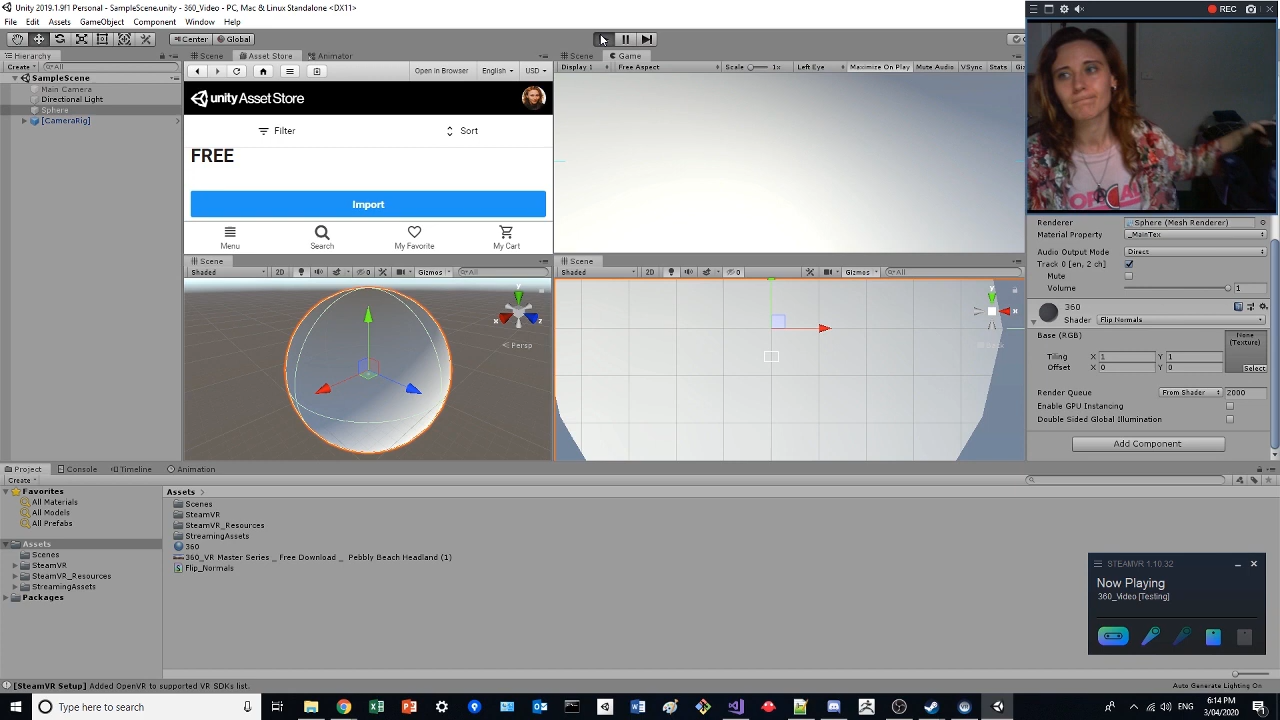 Unity 2019.1.9f1 Personal - SampleScene.unity - 360_Video - PC, Mac & Linux Standalone <DX11>
File Edit Assets GameObject Component Window Help
REC
Center Global
Hierarchy
Scene Asset Store Animator
Scene Game
Create All
Open in Browser English USD
Display 1 Free Aspect Scale 1x Left Eye Maximize On Play Mute Audio VSync Stats
SampleScene
Main Camera
Directional Light
Sphere
[CameraRig]
unity Asset Store
Filter Sort
FREE
Import
Menu Search My Favorite My Cart
Renderer Sphere (Mesh Renderer)
Material Property _MainTex
Audio Output Mode Direct
Track 0 [en, 2 ch]
Mute
Volume 1
Scene Scene
Shaded 2D 0 Gizmos All
Shaded 2D 0 Gizmos All
y x z
Persp
y x
360
Shader Flip Normals
Base (RGB)
None
(Texture)
Tiling X 1 Y 1
Offset X 0 Y 0
Select
Render Queue From Shader 2000
Enable GPU Instancing
Double Sided Global Illumination
Add Component
Project Console Timeline Animation
Create
Favorites
All Materials
All Models
All Prefabs
Assets
Scenes
SteamVR
SteamVR_Resources
StreamingAssets
Packages
Assets
Scenes
SteamVR
SteamVR_Resources
StreamingAssets
360
360_VR Master Series _ Free Download _ Pebbly Beach Headland (1)
Flip_Normals
STEAMVR 1.10.32
Now Playing
360_Video [Testing]
[SteamVR Setup] Added OpenVR to supported VR SDKs list.
Auto Generate Lighting On
Type here to search
ENG
6:14 PM
3/04/2020